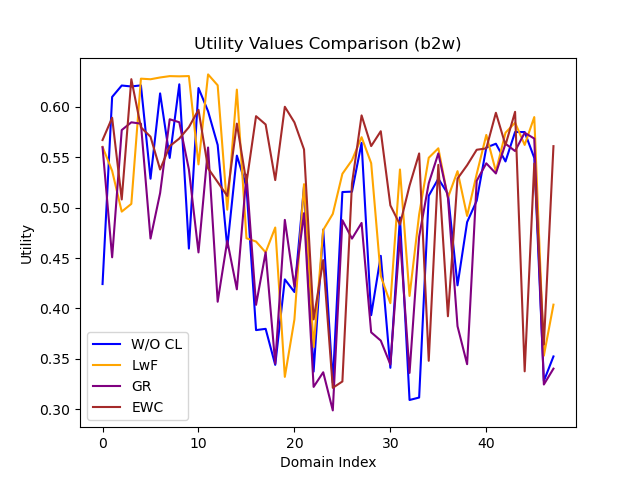 Utility Values Comparison (b2w)
Utility
0.60
0.55
0.50
0.45
0.40
0.35
0.30
W/O CL
LwF
GR
EWC
0 10 20 30 40
Domain Index